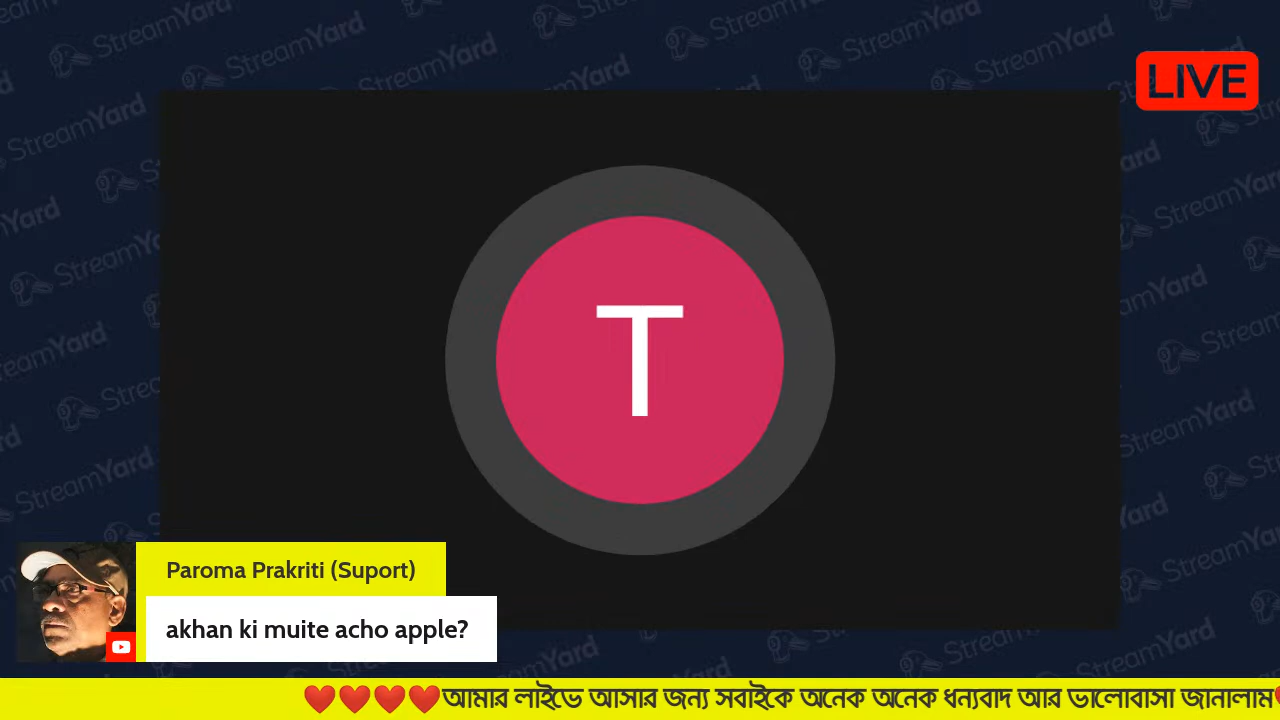 LIVE
T
Paroma Prakriti (Suport)
akhan ki muite acho apple?
❤️❤️❤️❤️আমার লাইভে আসার জন্য সবাইকে অনেক অনেক ধন্যবাদ আর ভালোবাসা জানালাম
StreamYard